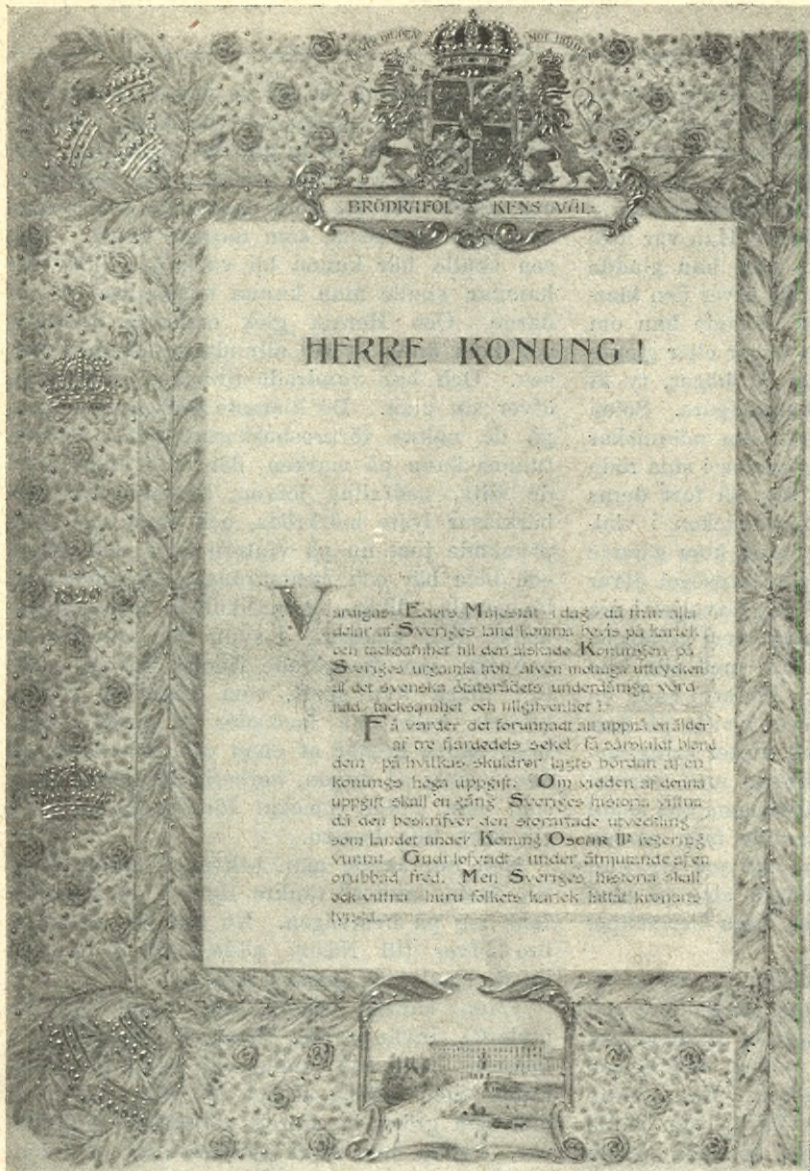 BRÖDRAFOLKENS VÄL
HERRE KONUNG!
1829
Värdigas Eders Majestät i dag då från alla
delar af Sveriges land komma bevis på kärlek
och tacksamhet till den älskade Konungen på
Sveriges urgamla tron äfven mottaga uttrycken
af det svenska statsrådets underdåniga vörd-
nad tacksamhet och tillgifvenhet!
Få varder det förunnadt att uppnå en ålder
af tre fjärdedels sekel få särskildt bland
dem på hvilkas skuldror lagts bördan af en
konungs höga uppgift. Om vidden af denna
uppgift skall en gång Sveriges historia vittna
då den beskrifver den storartade utveckling
som landet under Konung OSCAR II:s regering
vunnit Gudi lofvadt under åtnjutande af en
orubbad fred. Men Sveriges historia skall
ock vittna huru folkets kärlek lättat kronans
tyngd.